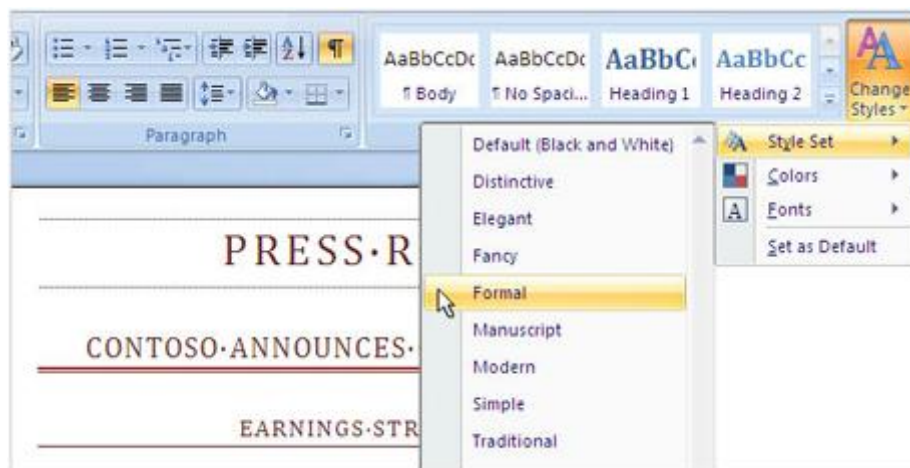 AaBbCcDc AaBbCcDc AaBbC AaBbCc
¶ Body ¶ No Spaci... Heading 1 Heading 2
Change
Styles
Paragraph
Default (Black and White)
Distinctive
Elegant
Fancy
Formal
Manuscript
Modern
Simple
Traditional
Style Set
Colors
A Fonts
Set as Default
PRESS·R
CONTOSO·ANNOUNCES·
EARNINGS·STR